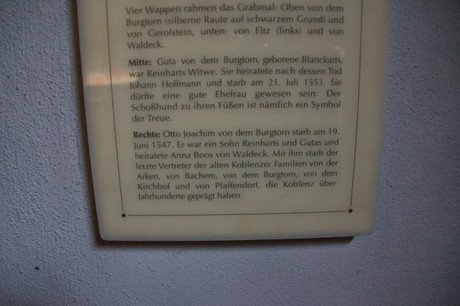 Vier Wappen rahmen das Grabmal: Oben von dem
Burgtorn (silberne Raute auf schwarzem Grund) und
von Gerolstein, unten: von Eltz (links) und von
Waldeck.
Mitte: Guta von dem Burgtorn, geborene Blanckarts,
war Reinharts Witwe. Sie heiratete nach dessen Tod
Johann Hoffmann und starb am 21. Juli 1553. Sie
dürfte eine gute Ehefrau gewesen sein: Der
Schoßhund zu ihren Füßen ist nämlich ein Symbol
der Treue.
Rechts: Otto Joachim von dem Burgtorn starb am 19.
Juni 1547. Er war ein Sohn Reinharts und Gutas und
heiratete Anna Boos von Waldeck. Mit ihm starb der
letzte Vertreter der alten Koblenzer Familien von der
Arken, von Bachem, von dem Burgtorn, von dem
Kirchhof und von Pfaffendorf, die Koblenz über
Jahrhunderte geprägt haben.